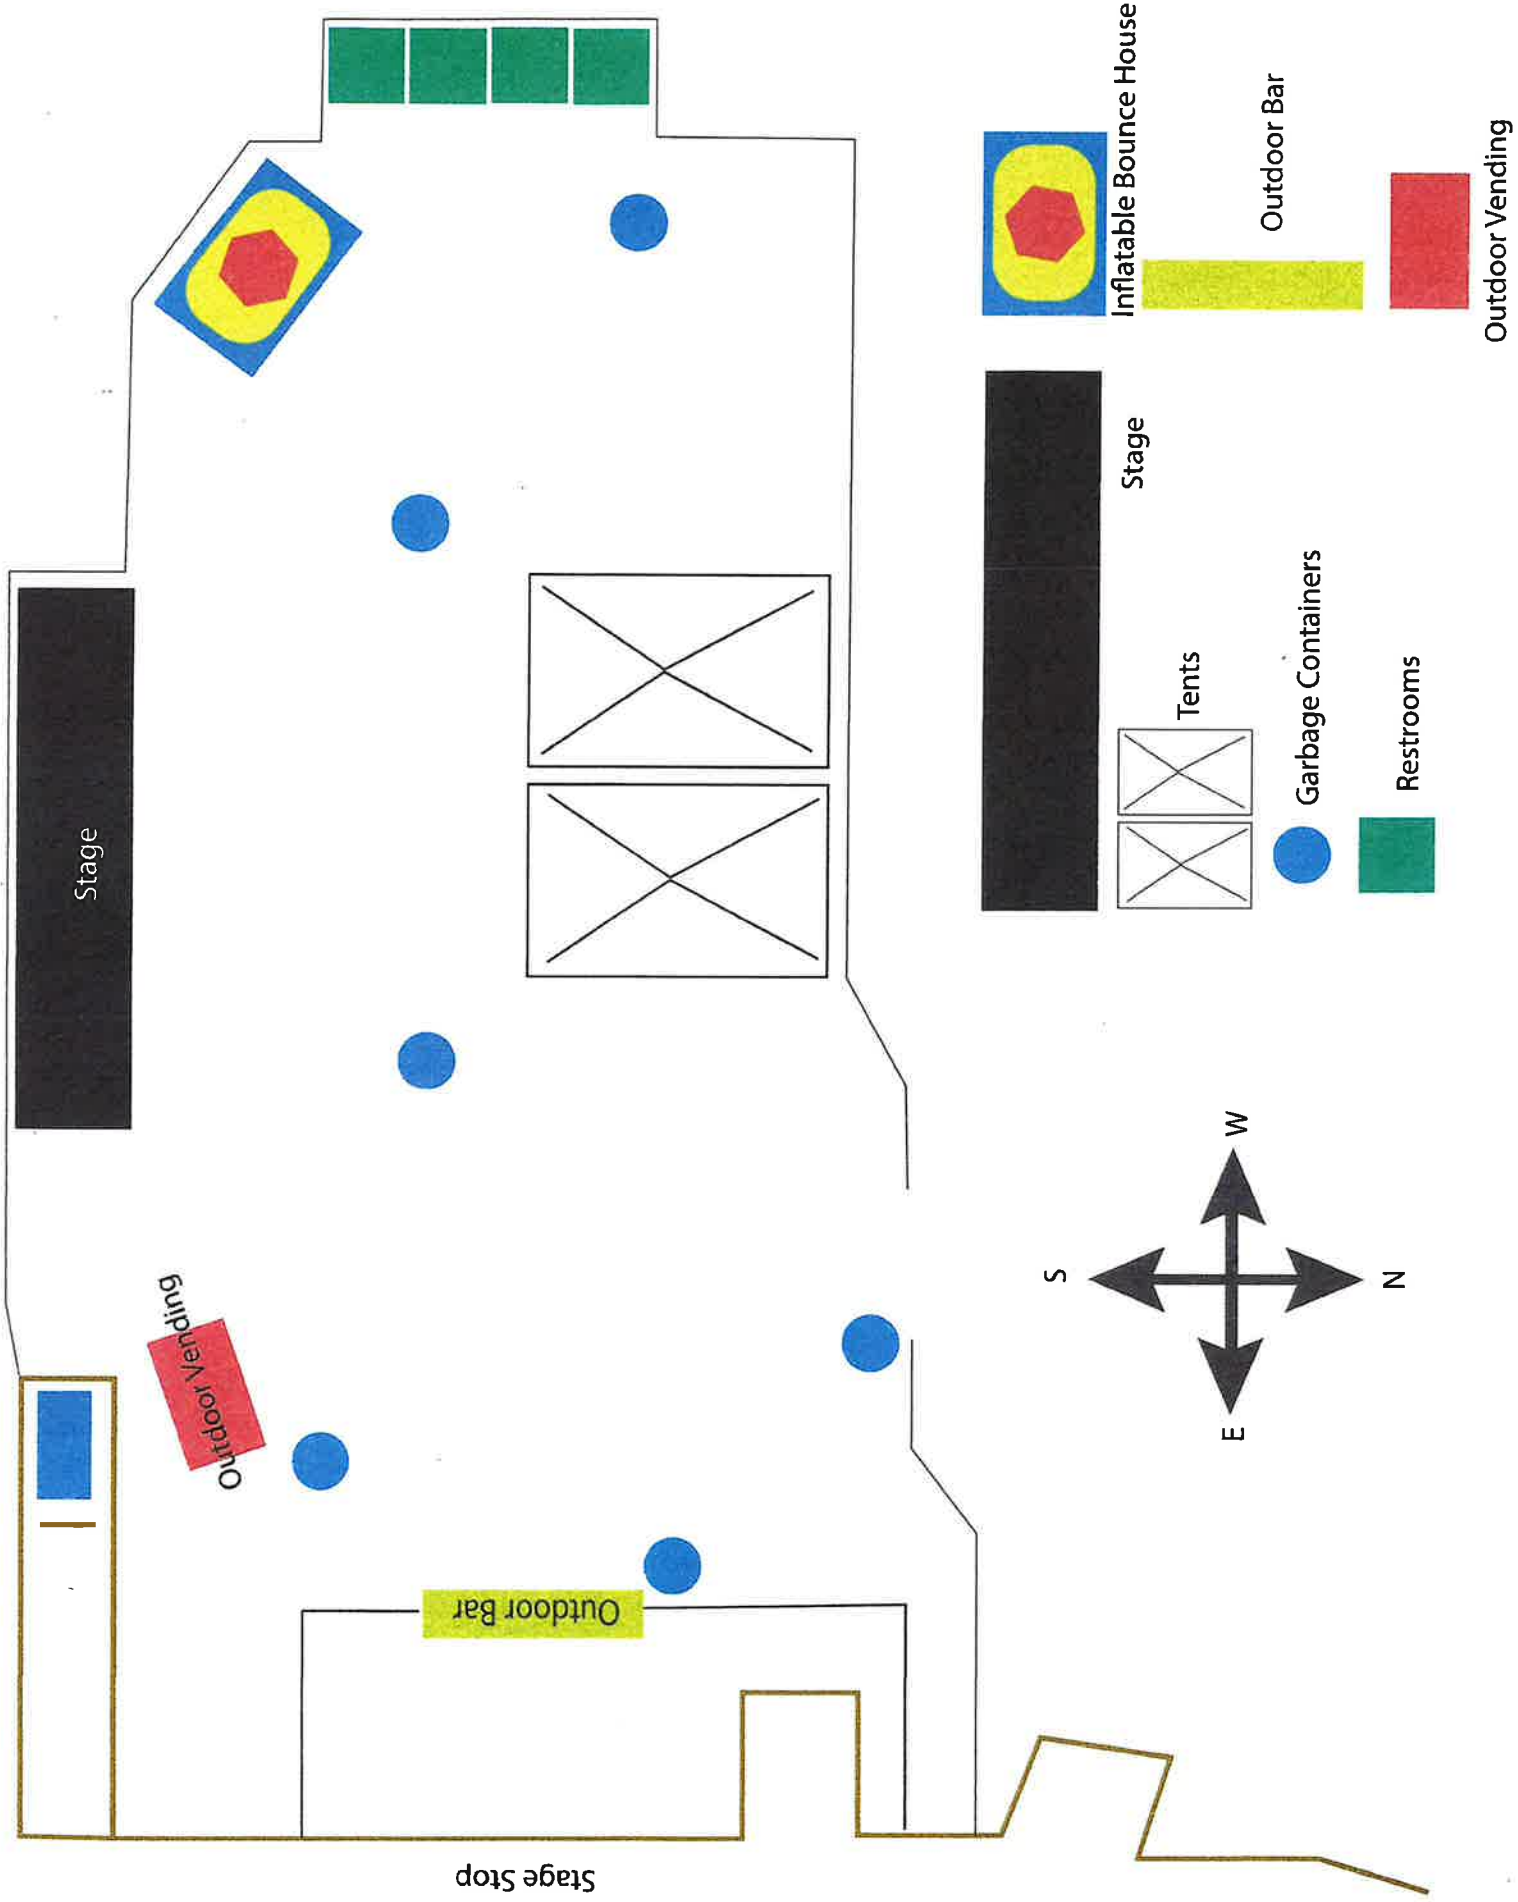 Stage
Outdoor Vending
Outdoor Bar
Stage Stop
S
W
E
N
Inflatable Bounce House
Outdoor Bar
Outdoor Vending
Stage
Tents
Garbage Containers
Restrooms